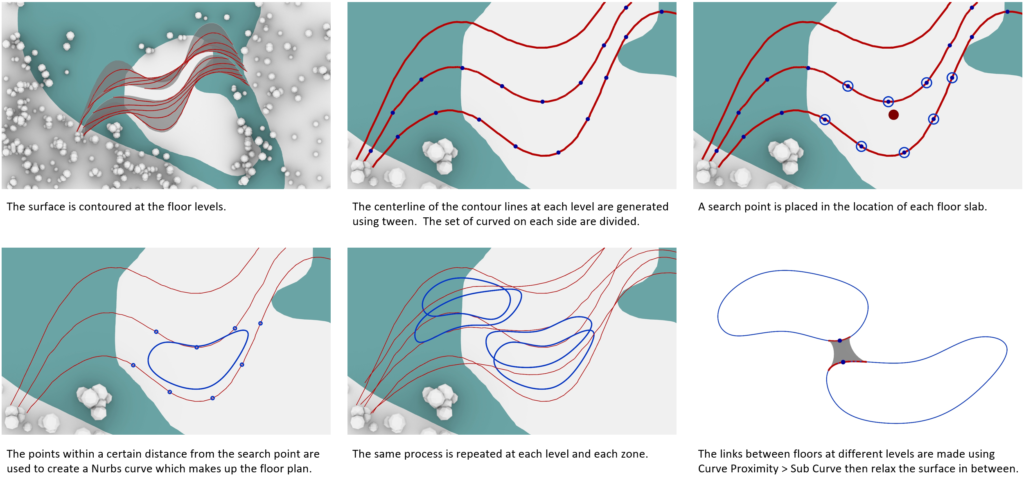 The surface is contoured at the floor levels.
The centerline of the contour lines at each level are generated
using tween.  The set of curved on each side are divided.
A search point is placed in the location of each floor slab.
The points within a certain distance from the search point are
used to create a Nurbs curve which makes up the floor plan.
The same process is repeated at each level and each zone.
The links between floors at different levels are made using
Curve Proximity > Sub Curve then relax the surface in between.